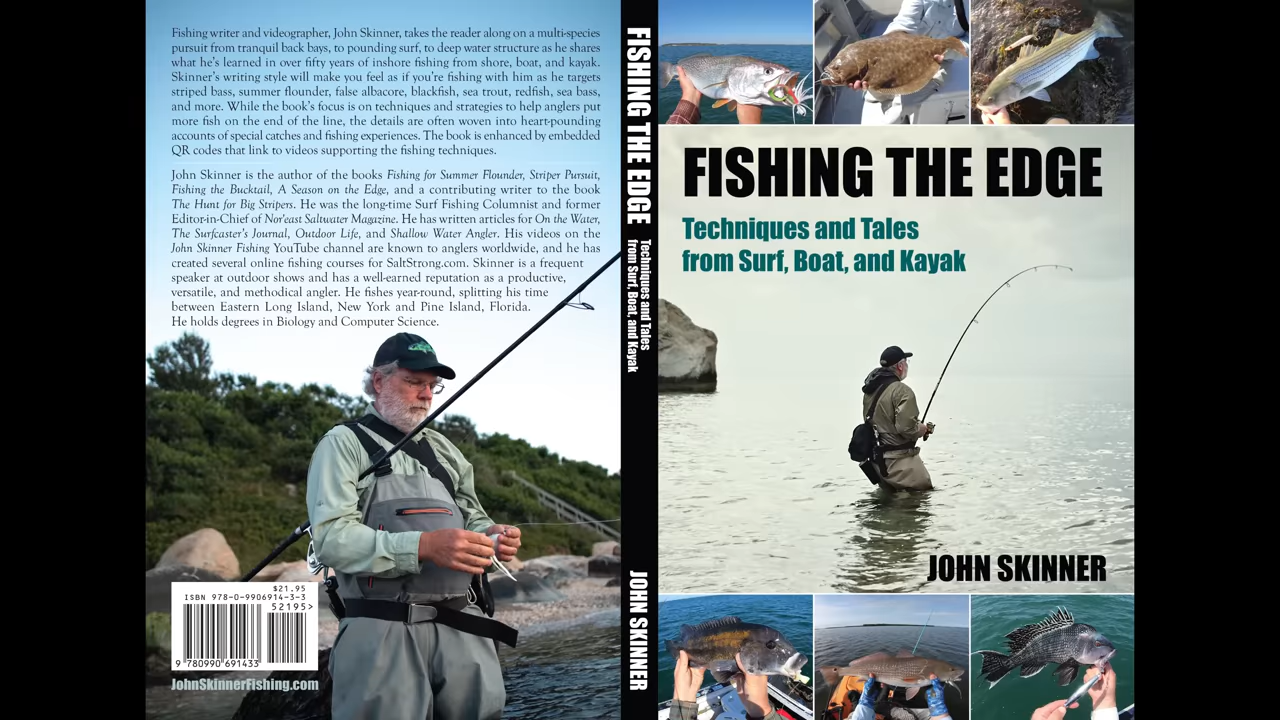 Fishing writer and videographer, John Skinner, takes the reader along on a multi-species
pursuit from tranquil back bays, to pounding surf, to deep water structure as he shares
what he learned in over fifty years of inshore fishing from shore, boat, and kayak.
Skinner's writing style will make you feel as if you're fishing with him as he targets
striped bass, summer flounder, false albacore, blackfish, sea trout, redfish, sea bass,
and more. While the book's focus is on techniques and strategies to help anglers put
fish on the end of the line, the details are often woven into heart-pounding
accounts of special catches and fishing experiences. The book is enhanced by embedded
QR codes that link to videos supporting the fishing techniques.
John Skinner is the author of the books Fishing for Summer Flounder, Striper Pursuit,
Fishing the Bucktail, A Season on the Edge, and a contributing writer to the book
The Hunt for Big Stripers. He was the long-time Surf Fishing Columnist and former
Editor-in-Chief of Nor'east Saltwater Magazine. He has written articles for On the Water,
The Surfcaster's Journal, Outdoor Life, and Shallow Water Angler. His videos on the
John Skinner Fishing YouTube channel are known to anglers worldwide, and he has
created several online fishing courses for SaltStrong.com. Skinner is a frequent
speaker at fishing shows and has a solid reputation as a productive,
versatile and methodical angler. He fishes year-round, splitting his time
between Eastern Long Island, New York and Pine Island, Florida.
He holds degrees in Biology and Computer Science.
$21.95
ISBN 978-0-9906914-3-3
52195>
9 780990 691433
JohnSkinnerFishing.com
FISHING THE EDGE
Techniques and Tales
from Surf, Boat, and Kayak
JOHN SKINNER
FISHING THE EDGE
Techniques and Tales
from Surf, Boat, and Kayak
JOHN SKINNER